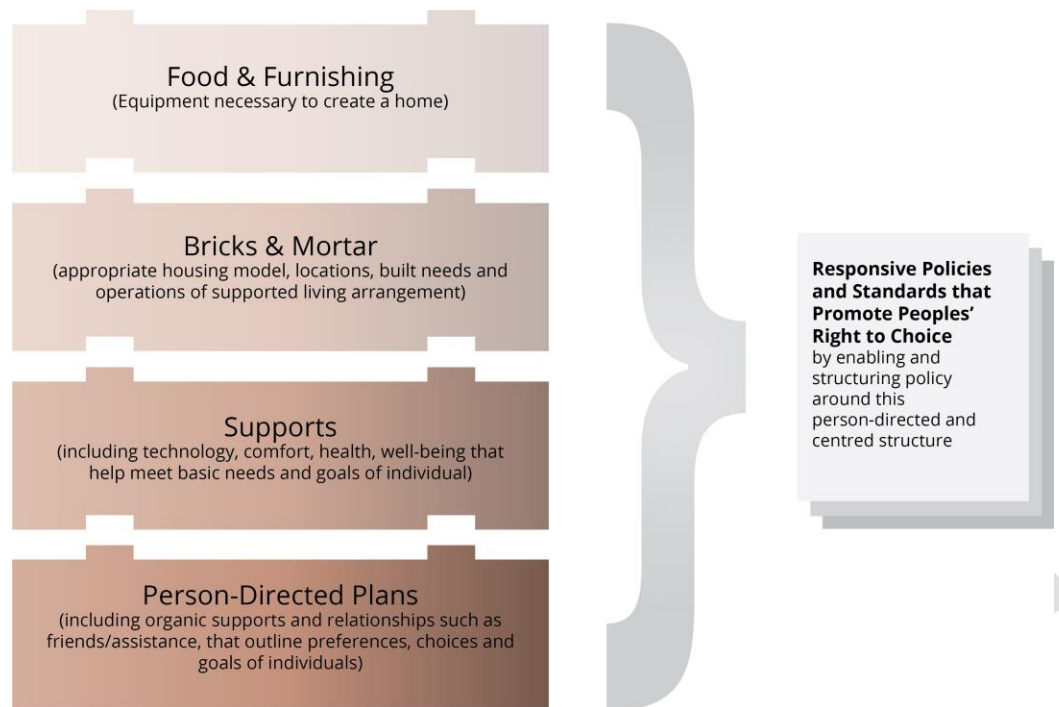 Food & Furnishing
(Equipment necessary to create a home)
Bricks & Mortar
(appropriate housing model, locations, built needs and
operations of supported living arrangement)
Supports
(including technology, comfort, health, well-being that
help meet basic needs and goals of individual)
Person-Directed Plans
(including organic supports and relationships such as
friends/assistance, that outline preferences, choices and
goals of individuals)
Responsive Policies
and Standards that
Promote Peoples’
Right to Choice
by enabling and
structuring policy
around this
person-directed and
centred structure